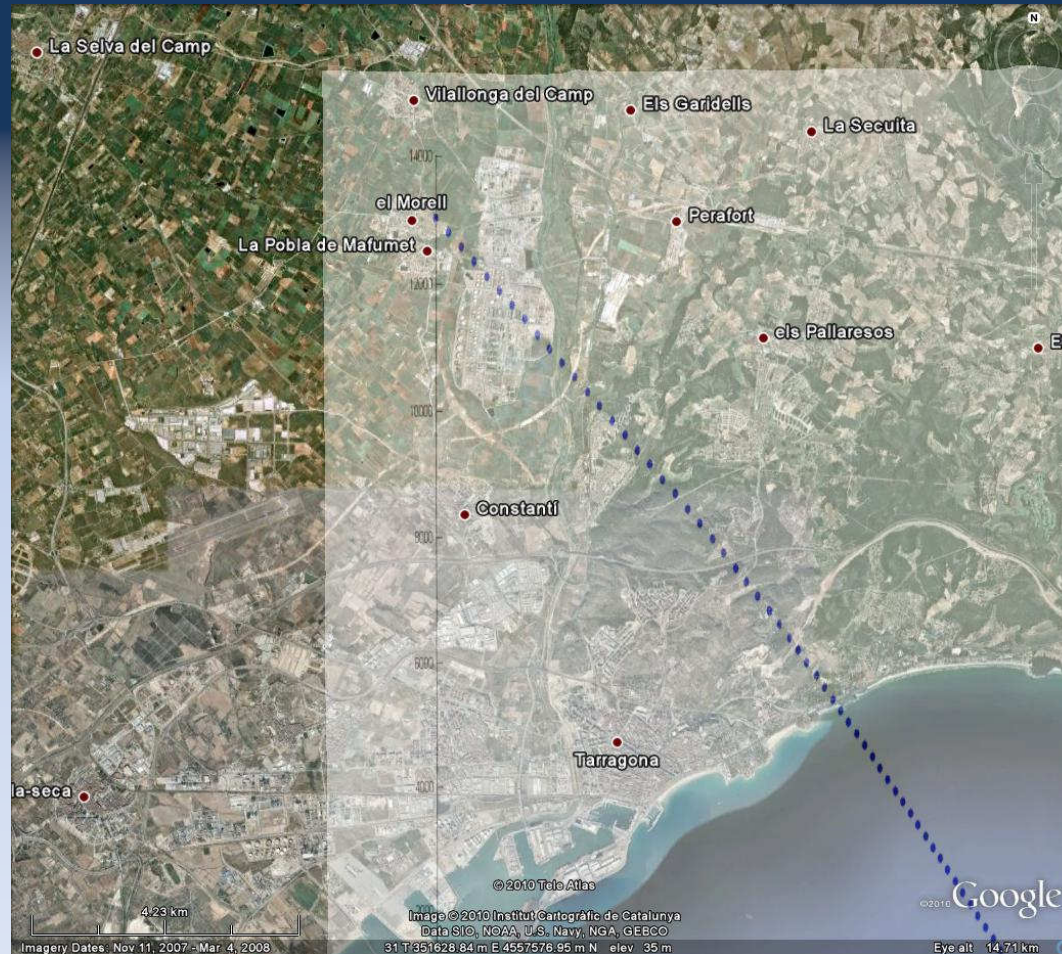 N
La Selva del Camp
Vilallonga del Camp
Els Garidells
La Secuita
14000
el Morell
Perafort
La Pobla de Mafumet
12000
els Pallaresos
E
10000
Constantí
8000
6000
Tarragona
la-seca
4000
© 2010 Tele Atlas
©2010 Google
4.23 km
Image © 2010 Institut Cartogràfic de Catalunya
Data SIO, NOAA, U.S. Navy, NGA, GEBCO
Imagery Dates: Nov 11, 2007 - Mar 4, 2008
31 T 351628.84 m E 4557576.95 m N elev 35 m
Eye alt 14.71 km